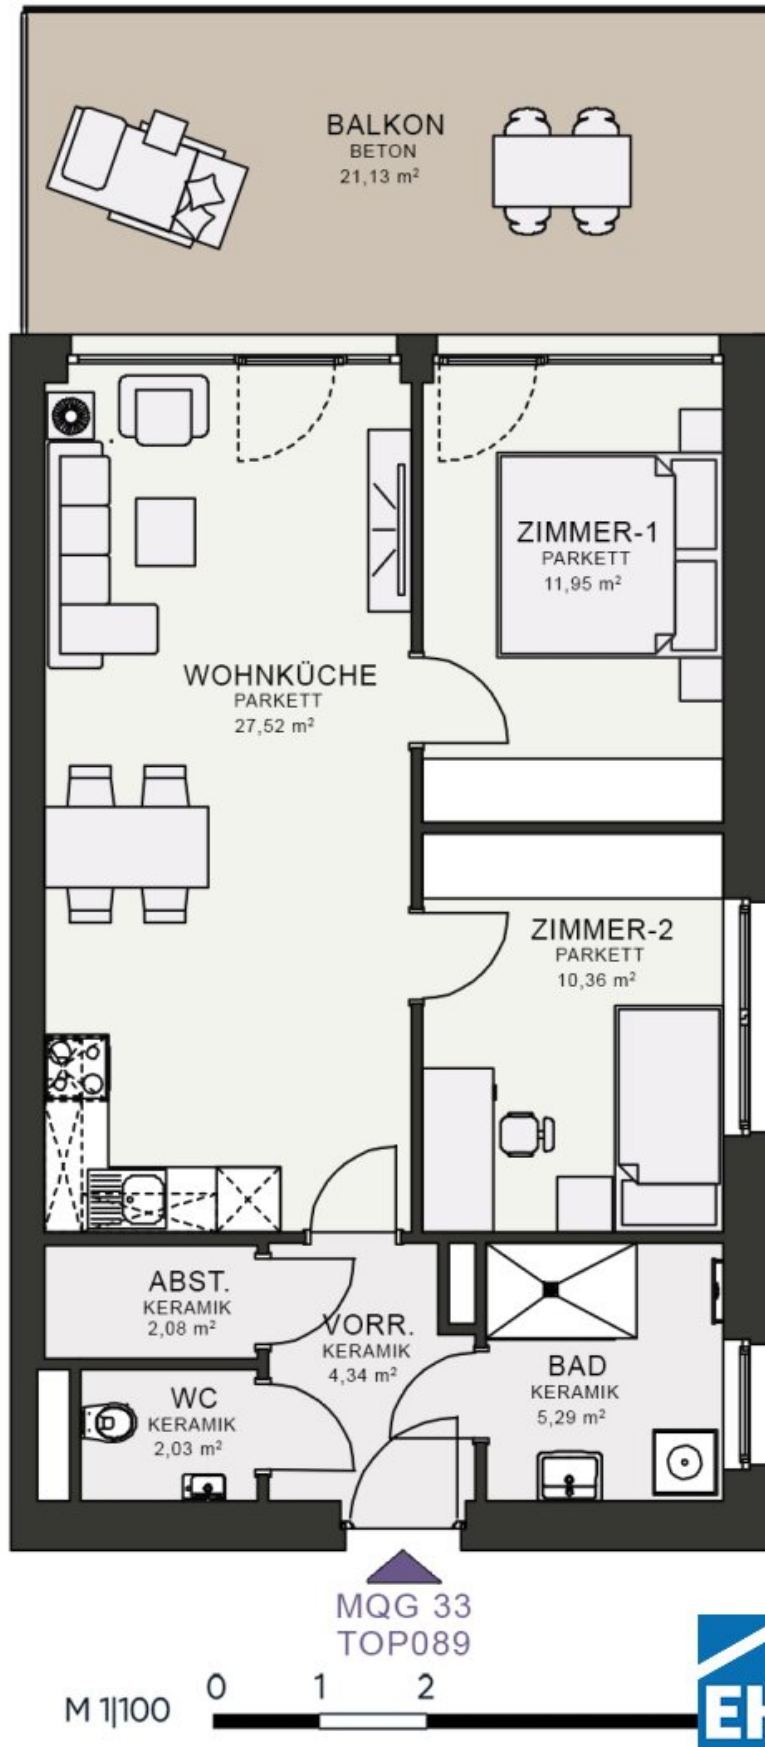 BALKON
BETON
21,13 m²
ZIMMER-1
PARKETT
11,95 m²
WOHNKÜCHE
PARKETT
27,52 m²
ZIMMER-2
PARKETT
10,36 m²
ABST.
KERAMIK
2,08 m²
VORR.
KERAMIK
4,34 m²
BAD
KERAMIK
5,29 m²
WC
KERAMIK
2,03 m²
MQG 33
TOP089
M 1|100
0 1 2
EH